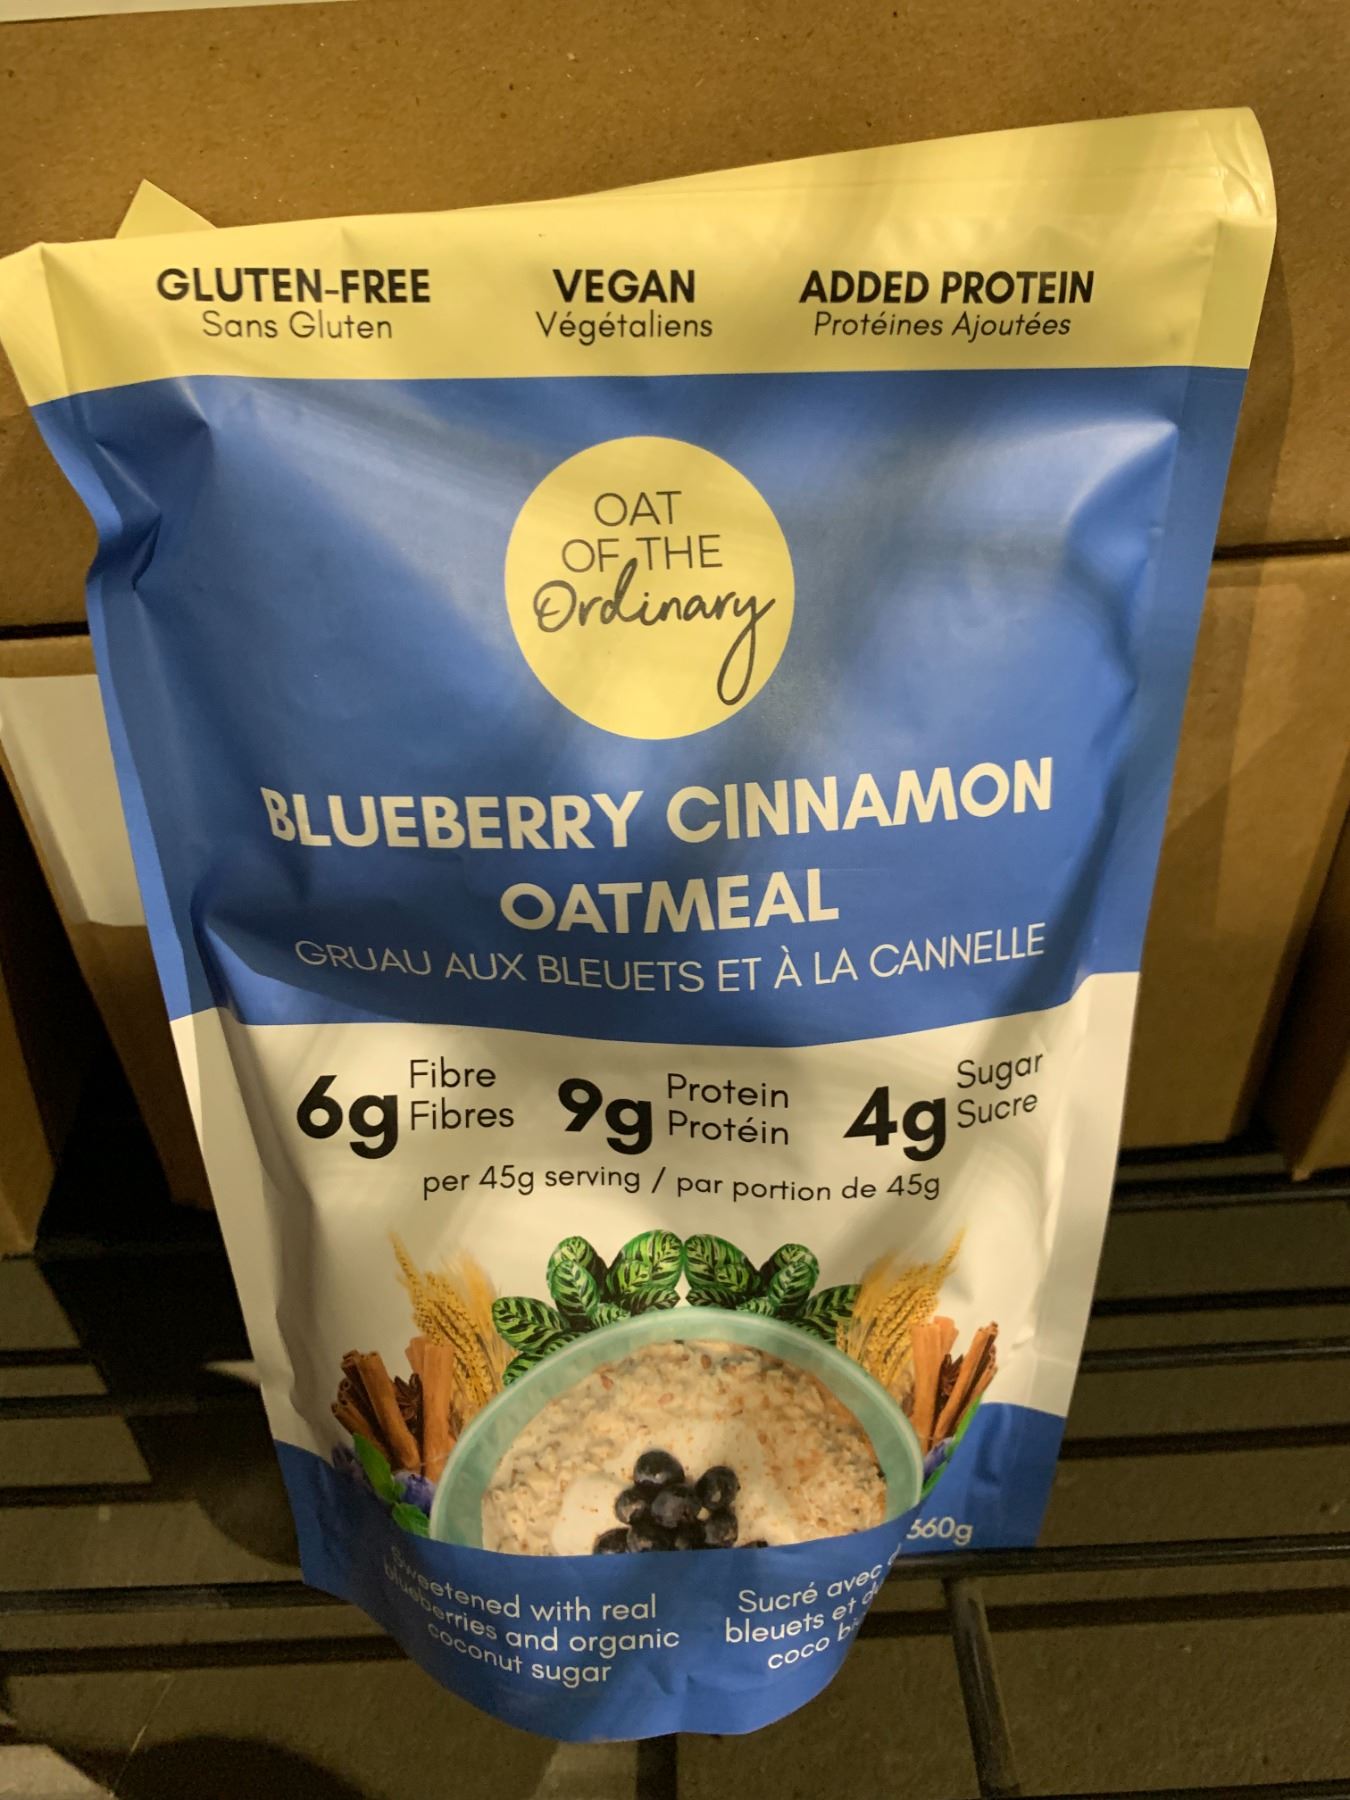 GLUTEN-FREE
Sans Gluten
VEGAN
Végétaliens
ADDED PROTEIN
Protéines Ajoutées
OAT
OF THE
Ordinary
BLUEBERRY CINNAMON
OATMEAL
GRUAU AUX BLEUETS ET À LA CANNELLE
6g Fibre
Fibres
9g Protein
Protéin
4g Sugar
Sucre
per 45g serving / par portion de 45g
560g
Sweetened with real
blueberries and organic
coconut sugar
Sucré avec
bleuets et
coco